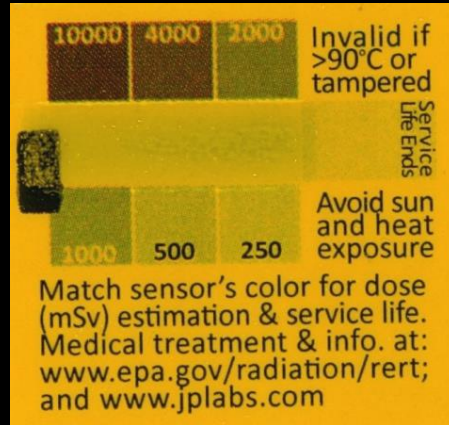 10000 4000 2000
Invalid if
>90°C or
tampered
Service
Life Ends
1000 500 250
Avoid sun
and heat
exposure
Match sensor's color for dose
(mSv) estimation & service life.
Medical treatment & info. at:
www.epa.gov/radiation/rert;
and www.jplabs.com